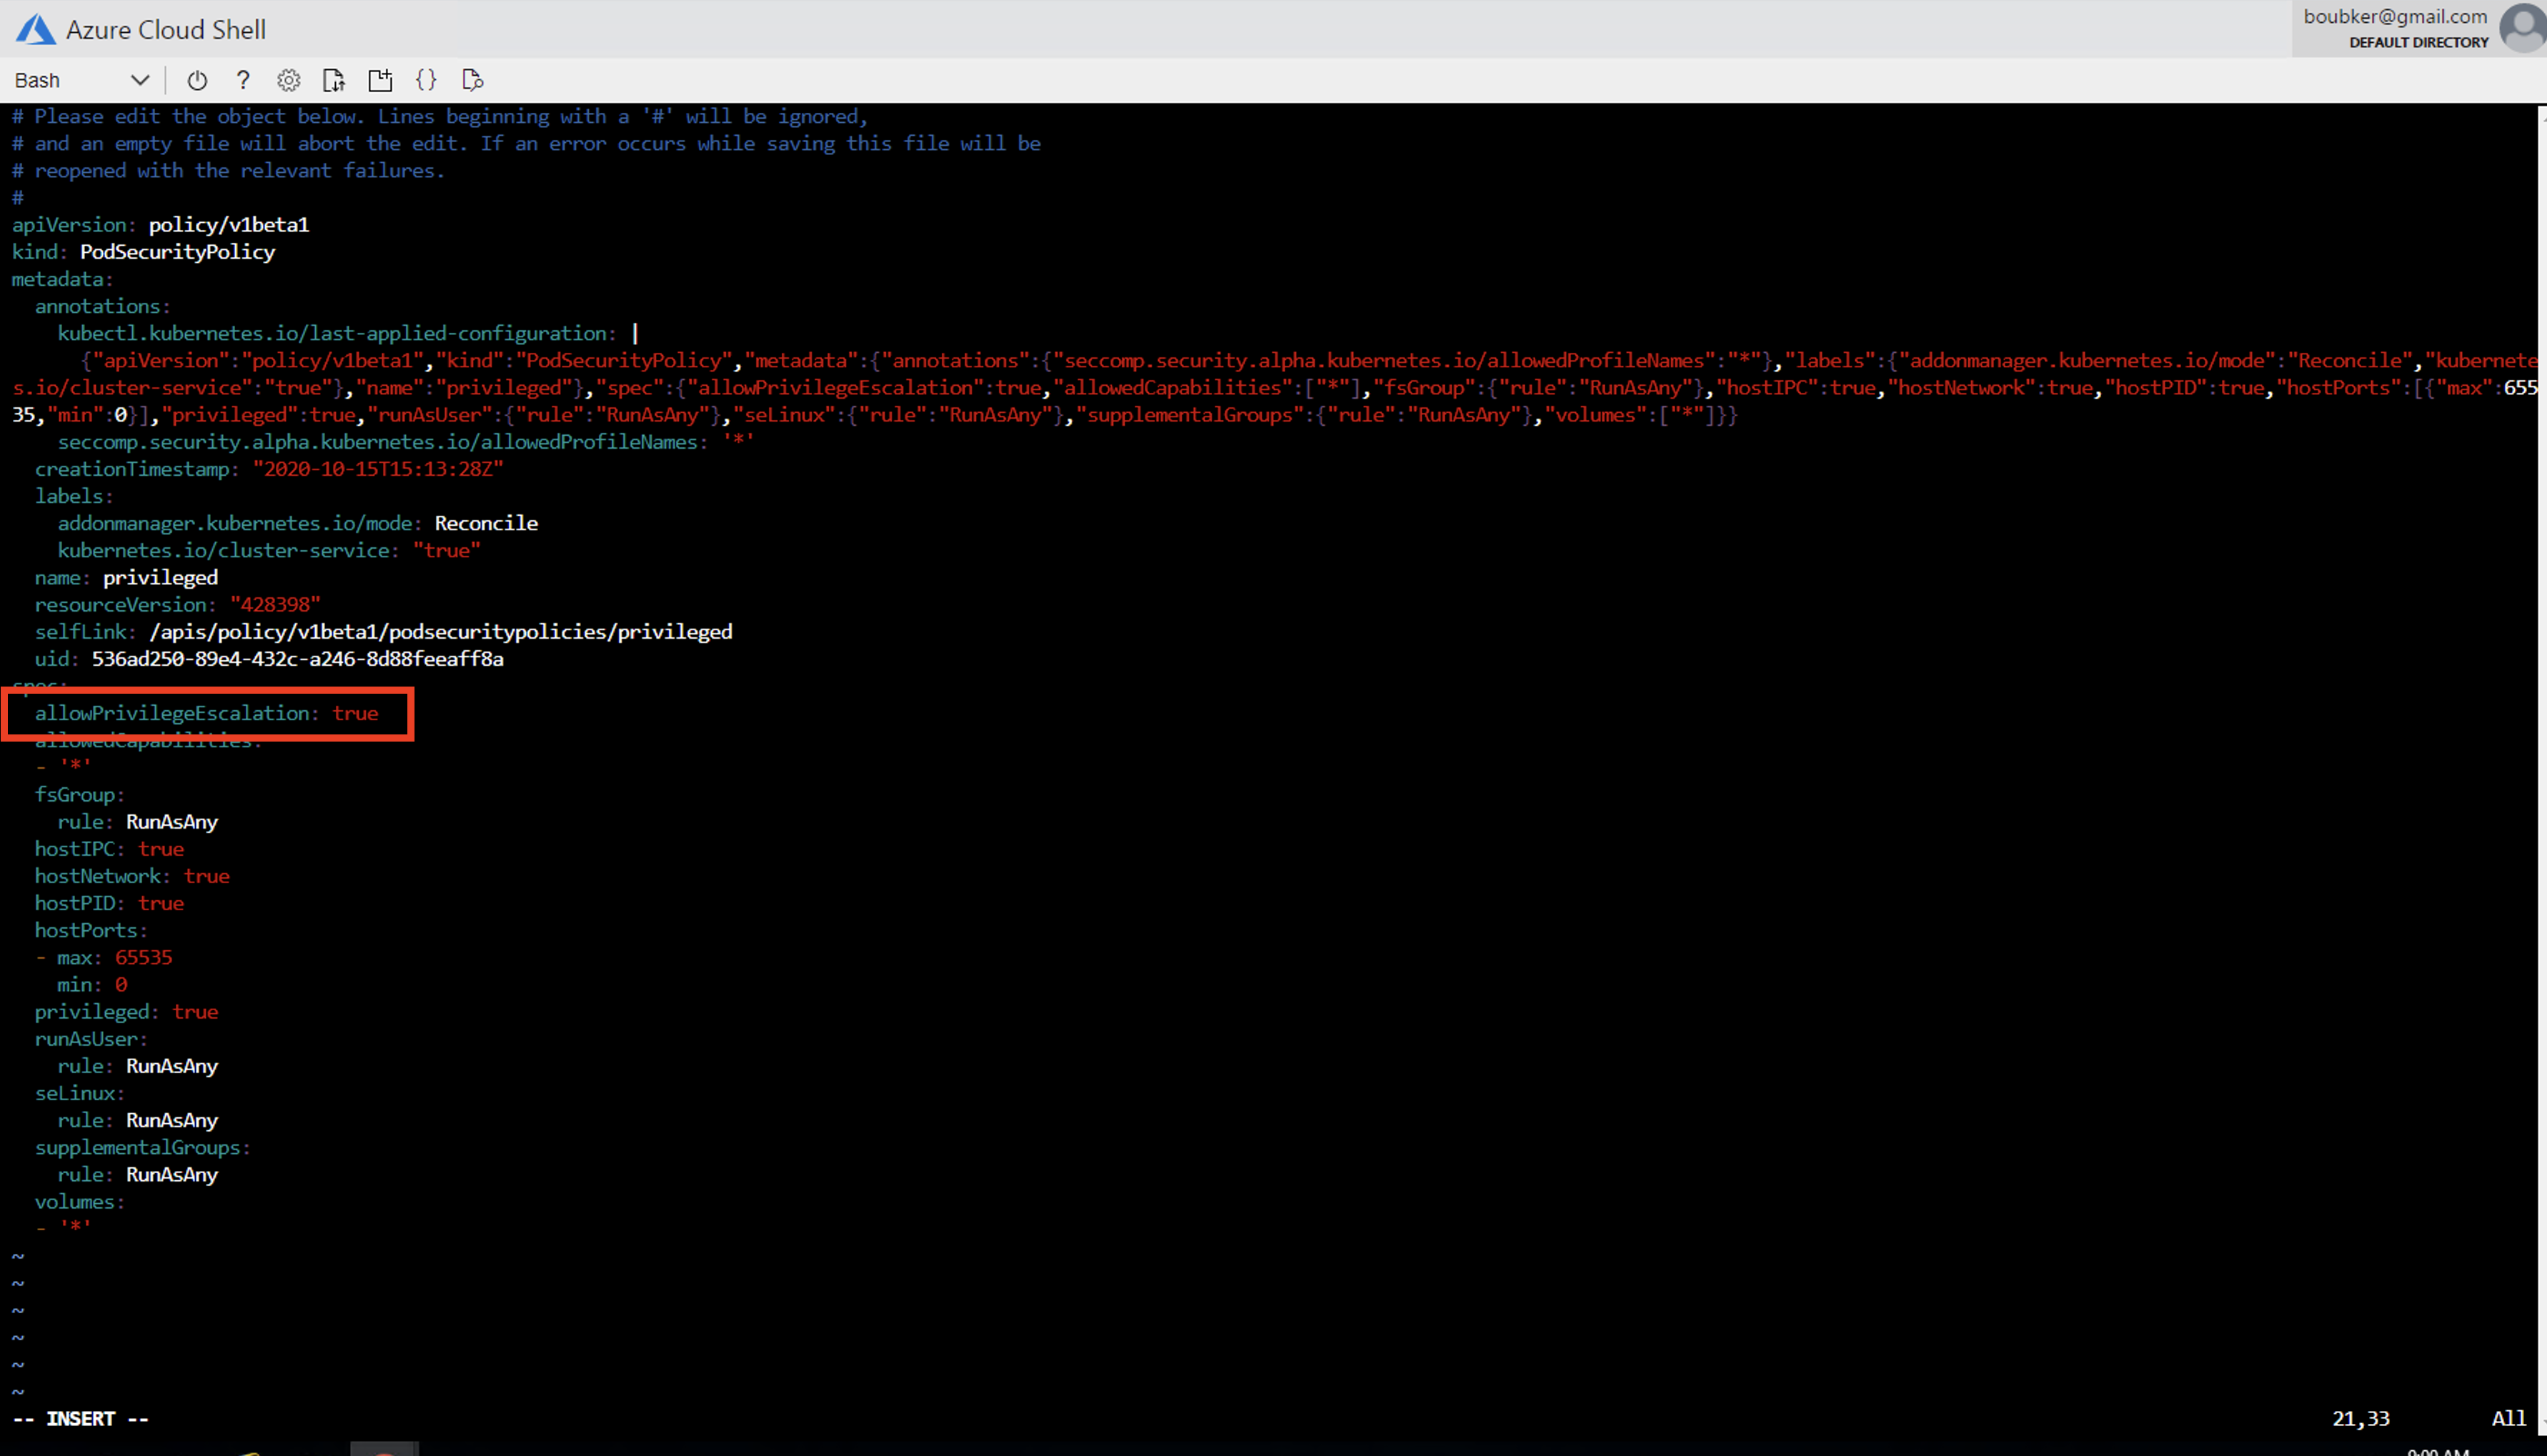 Azure Cloud Shell
boubker@gmail.com
DEFAULT DIRECTORY
Bash
?
{}
# Please edit the object below. Lines beginning with a '#' will be ignored,
# and an empty file will abort the edit. If an error occurs while saving this file will be
# reopened with the relevant failures.
#
apiVersion: policy/v1beta1
kind: PodSecurityPolicy
metadata:
  annotations:
    kubectl.kubernetes.io/last-applied-configuration: |
      {"apiVersion":"policy/v1beta1","kind":"PodSecurityPolicy","metadata":{"annotations":{"seccomp.security.alpha.kubernetes.io/allowedProfileNames":"*"},"labels":{"addonmanager.kubernetes.io/mode":"Reconcile","kubernete
s.io/cluster-service":"true"},"name":"privileged"},"spec":{"allowPrivilegeEscalation":true,"allowedCapabilities":["*"],"fsGroup":{"rule":"RunAsAny"},"hostIPC":true,"hostNetwork":true,"hostPID":true,"hostPorts":[{"max":655
35,"min":0}],"privileged":true,"runAsUser":{"rule":"RunAsAny"},"seLinux":{"rule":"RunAsAny"},"supplementalGroups":{"rule":"RunAsAny"},"volumes":["*"]}}
    seccomp.security.alpha.kubernetes.io/allowedProfileNames: '*'
  creationTimestamp: "2020-10-15T15:13:28Z"
  labels:
    addonmanager.kubernetes.io/mode: Reconcile
    kubernetes.io/cluster-service: "true"
  name: privileged
  resourceVersion: "428398"
  selfLink: /apis/policy/v1beta1/podsecuritypolicies/privileged
  uid: 536ad250-89e4-432c-a246-8d88feeaff8a
spec:
  allowPrivilegeEscalation: true
  allowedCapabilities:
  - '*'
  fsGroup:
    rule: RunAsAny
  hostIPC: true
  hostNetwork: true
  hostPID: true
  hostPorts:
  - max: 65535
    min: 0
  privileged: true
  runAsUser:
    rule: RunAsAny
  seLinux:
    rule: RunAsAny
  supplementalGroups:
    rule: RunAsAny
  volumes:
  - '*'
~
~
~
~
~
~
-- INSERT -- 21,33 All